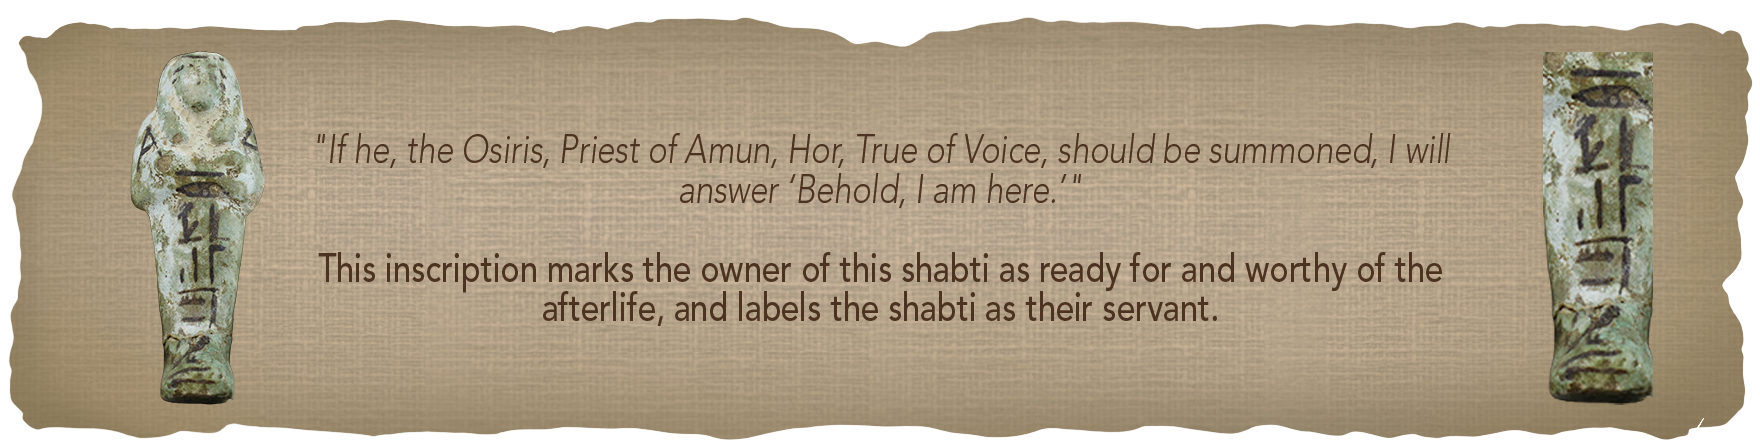 "If he, the Osiris, Priest of Amun, Hor, True of Voice, should be summoned, I will
answer ‘Behold, I am here.’"
This inscription marks the owner of this shabti as ready for and worthy of the
afterlife, and labels the shabti as their servant.